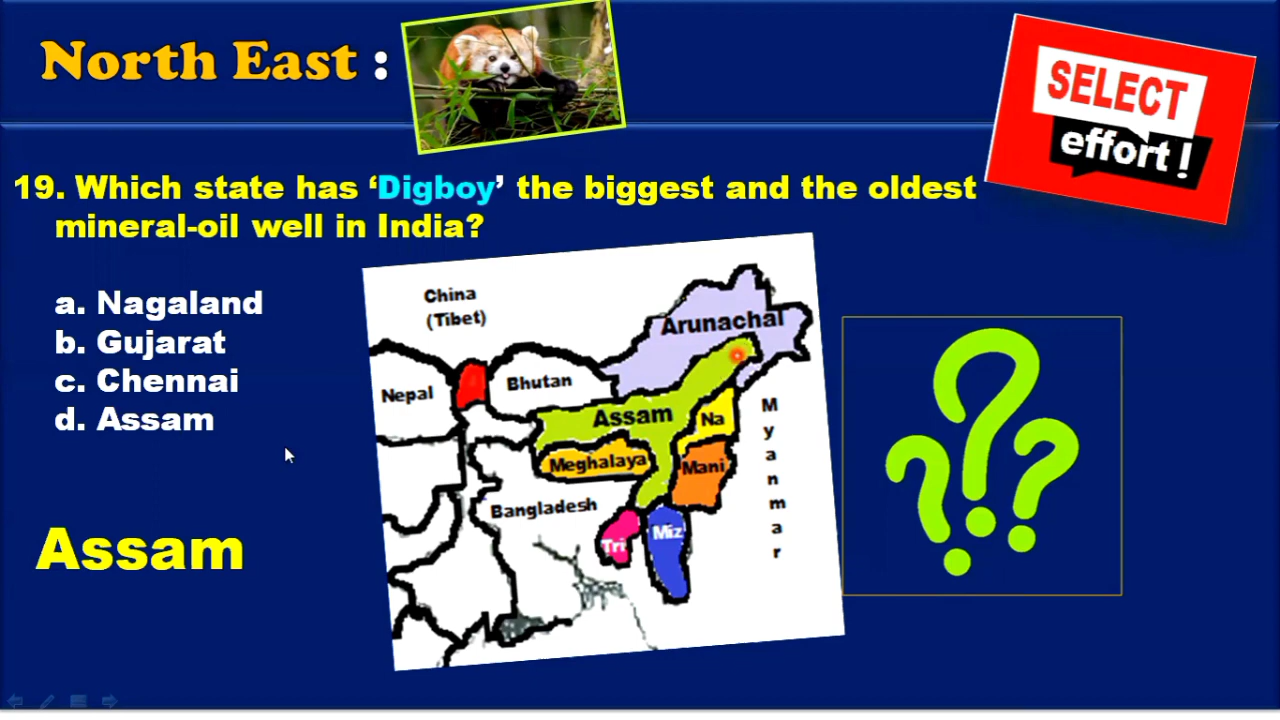 North East :
SELECT
effort !
19. Which state has ‘Digboy’ the biggest and the oldest
mineral-oil well in India?
a. Nagaland
b. Gujarat
c. Chennai
d. Assam
Assam
China
(Tibet)
Arunachal
Nepal
Bhutan
Assam
Na
Meghalaya
Mani
Bangladesh
Tri
Miz
Myanmar
???